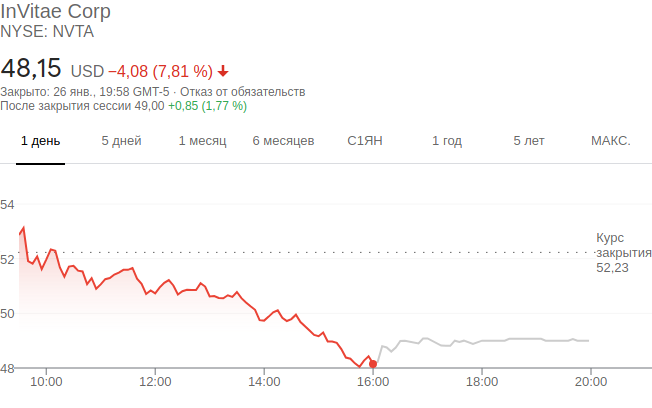 InVitae Corp
NYSE: NVTA
48,15 USD −4,08 (7,81 %)
Закрыто: 26 янв., 19:58 GMT-5 · Отказ от обязательств
После закрытия сессии 49,00 +0,85 (1,77 %)
1 день 5 дней 1 месяц 6 месяцев С1ЯН 1 год 5 лет МАКС.
54
Курс
закрытия
52,23
52
50
48
10:00 12:00 14:00 16:00 18:00 20:00